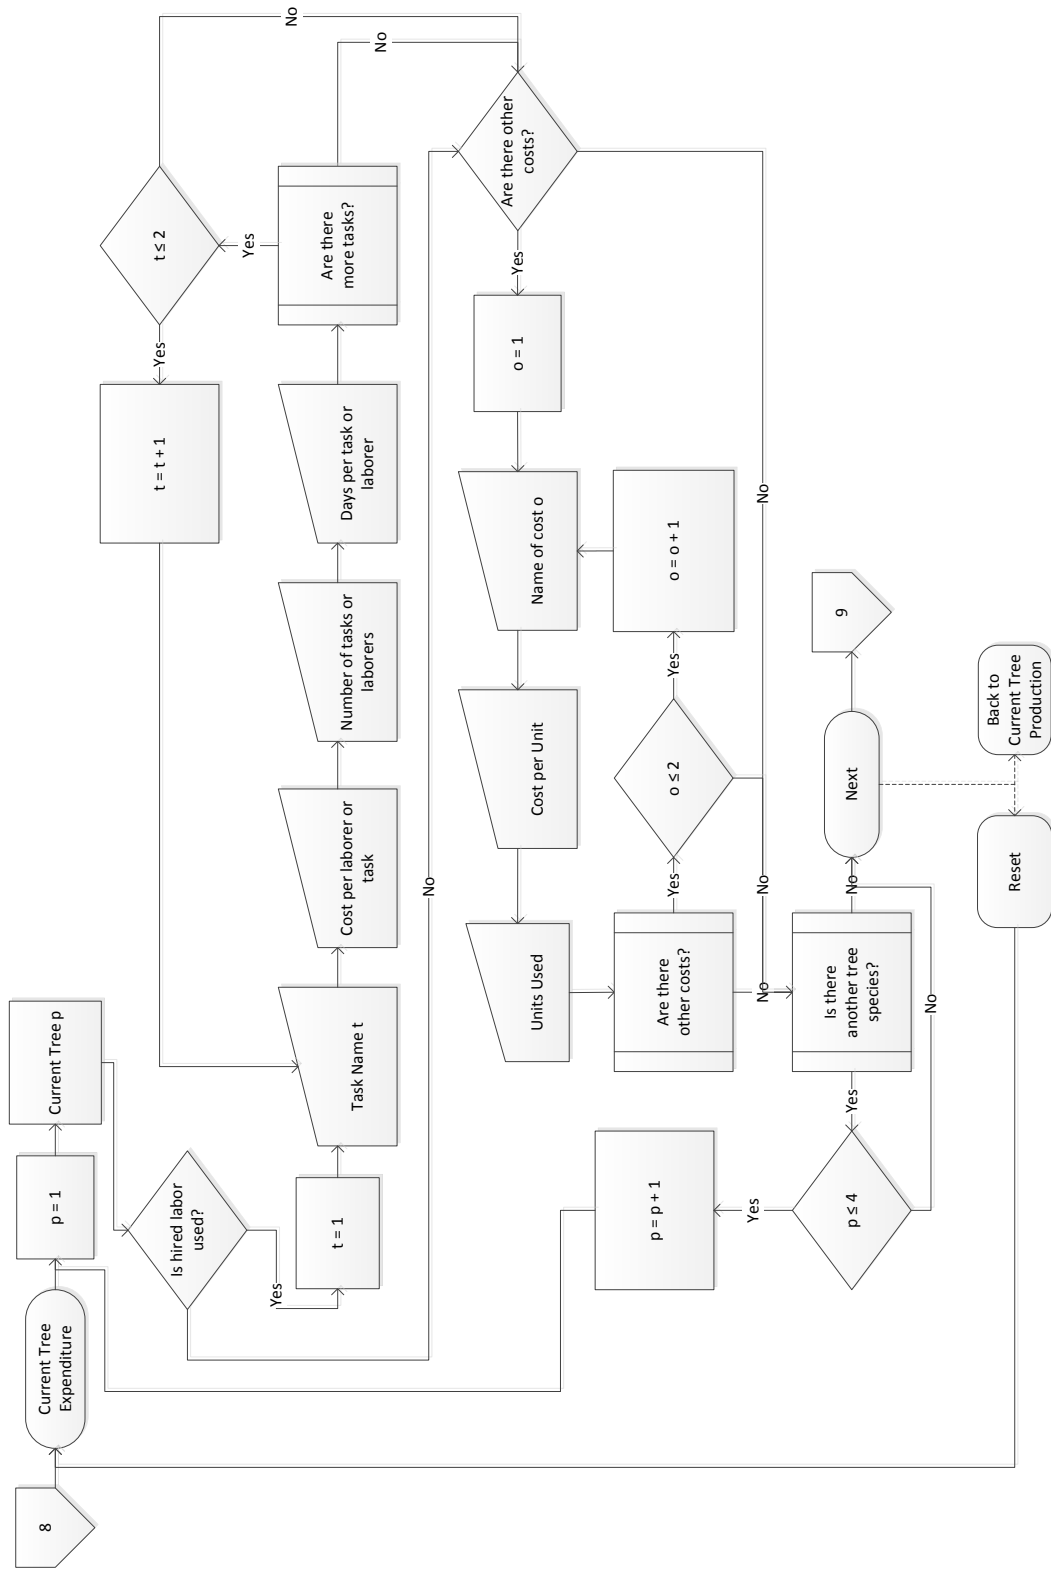 8
Current Tree
Expenditure
p = 1
Current Tree p
Is hired labor
used?
Yes
No
t = 1
Task Name t
Cost per laborer or
task
Number of tasks or
laborers
Days per task or
laborer
Are there
more tasks?
Yes
No
t ≤ 2
Yes
No
t = t + 1
Are there other
costs?
Yes
No
o = 1
Name of cost o
Cost per Unit
Units Used
Are there
other costs?
Yes
No
o ≤ 2
Yes
No
o = o + 1
Is there
another tree
species?
Yes
No
p ≤ 4
Yes
No
p = p + 1
Next
9
Reset
Back to
Current Tree
Production